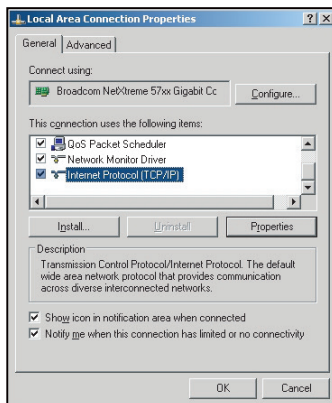 Local Area Connection Properties
General Advanced
Connect using:
Broadcom NetXtreme 57xx Gigabit Cc
Configure...
This connection uses the following items:
QoS Packet Scheduler
Network Monitor Driver
Internet Protocol (TCP/IP)
Install... Uninstall Properties
Description
Transmission Control Protocol/Internet Protocol. The default
wide area network protocol that provides communication
across diverse interconnected networks.
Show icon in notification area when connected
Notify me when this connection has limited or no connectivity
OK Cancel